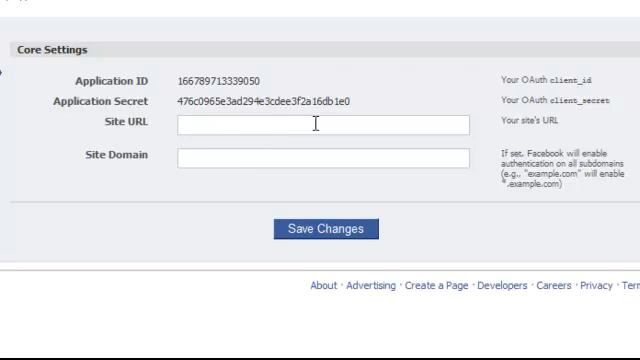 Core Settings
Application ID 166789713339050 Your OAuth client_id
Application Secret 476c0965e3ad294e3cdee3f2a16db1e0 Your OAuth client_secret
Site URL Your site's URL
Site Domain If set, Facebook will enable
authentication on all subdomains
(e.g., "example.com" will enable
*.example.com)
Save Changes
About · Advertising · Create a Page · Developers · Careers · Privacy ·